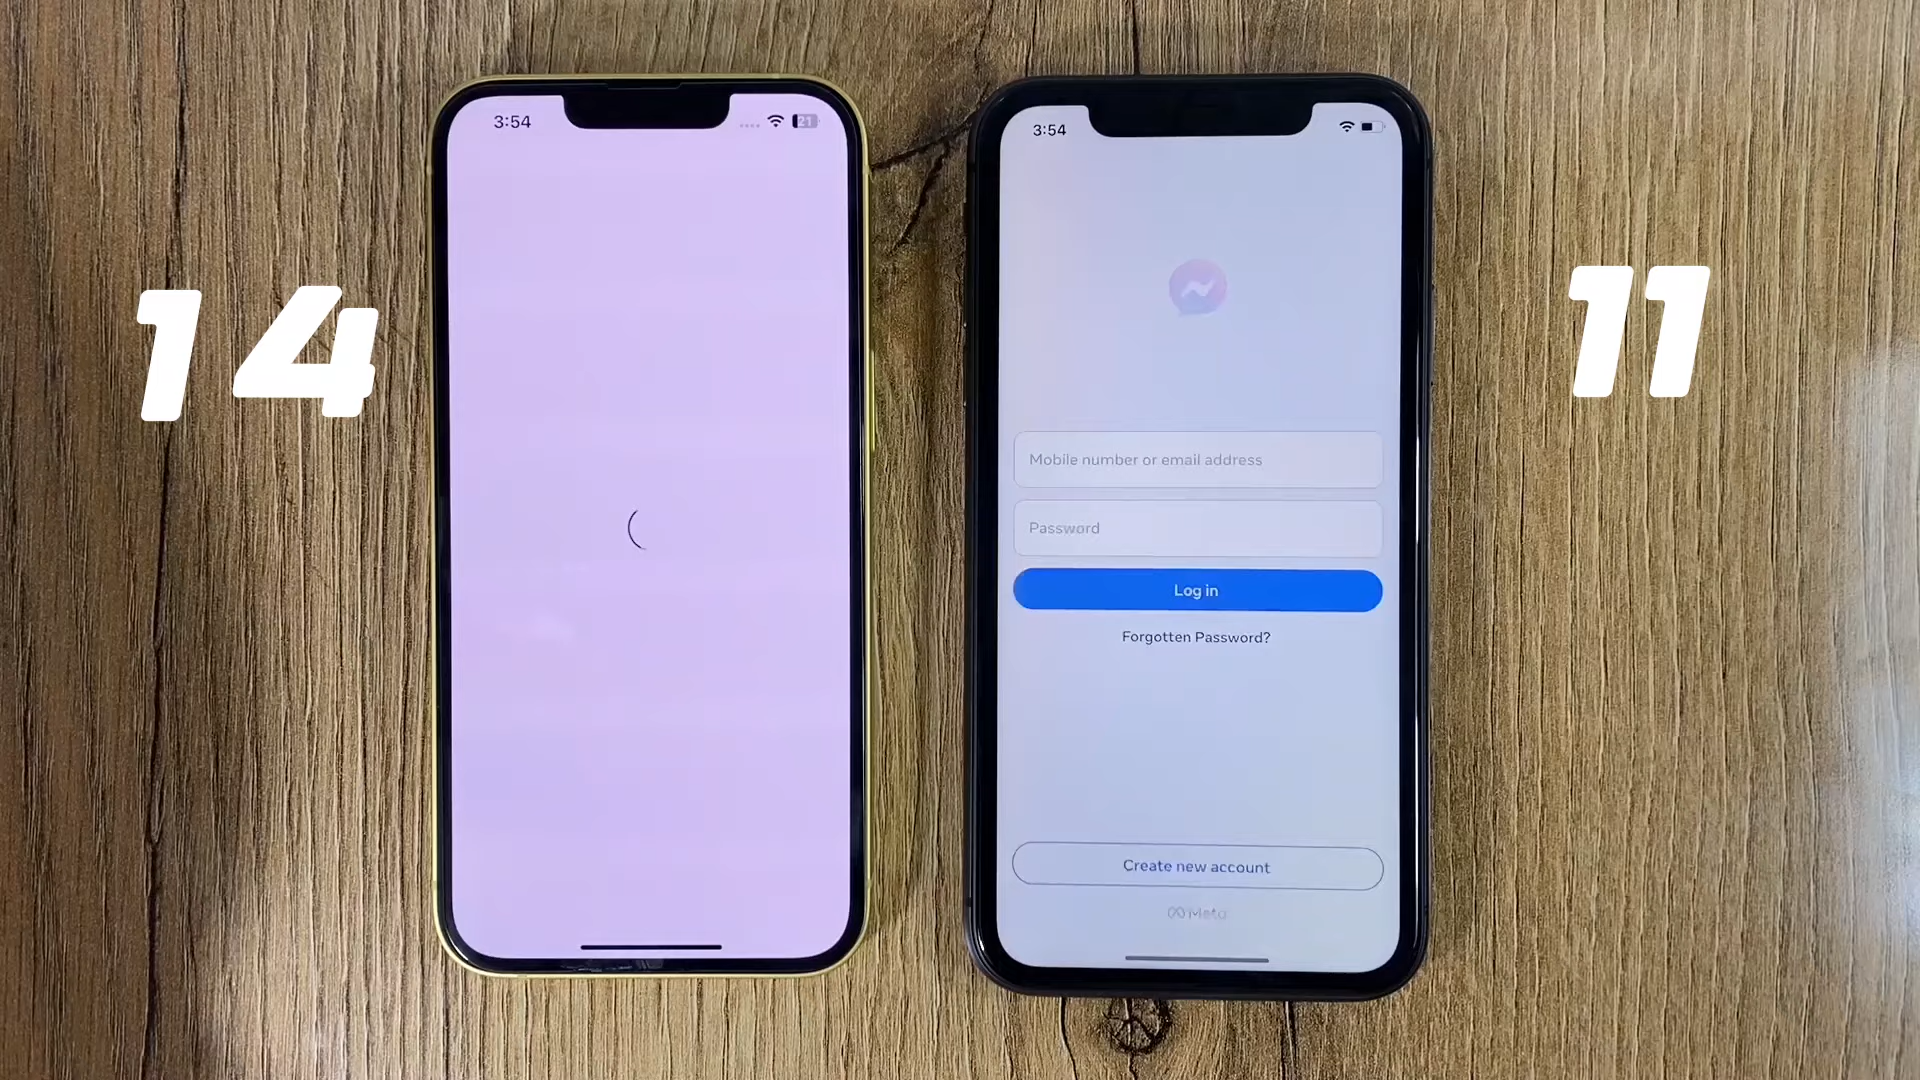 3:54
21
14
3:54
11
Mobile number or email address
Password
Log in
Forgotten Password?
Create new account
Meta